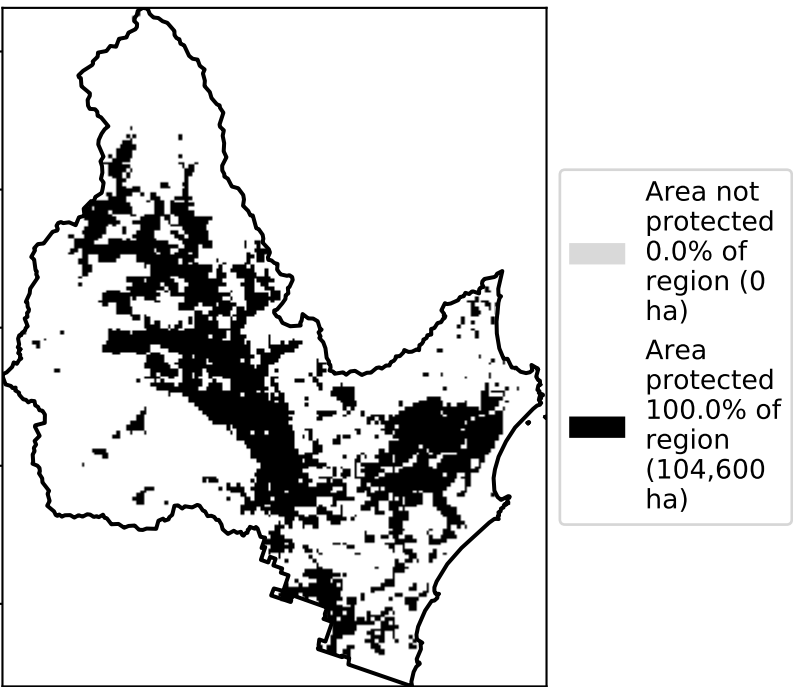 Area not
protected
0.0% of
region (0
ha)
Area
protected
100.0% of
region
(104,600
ha)